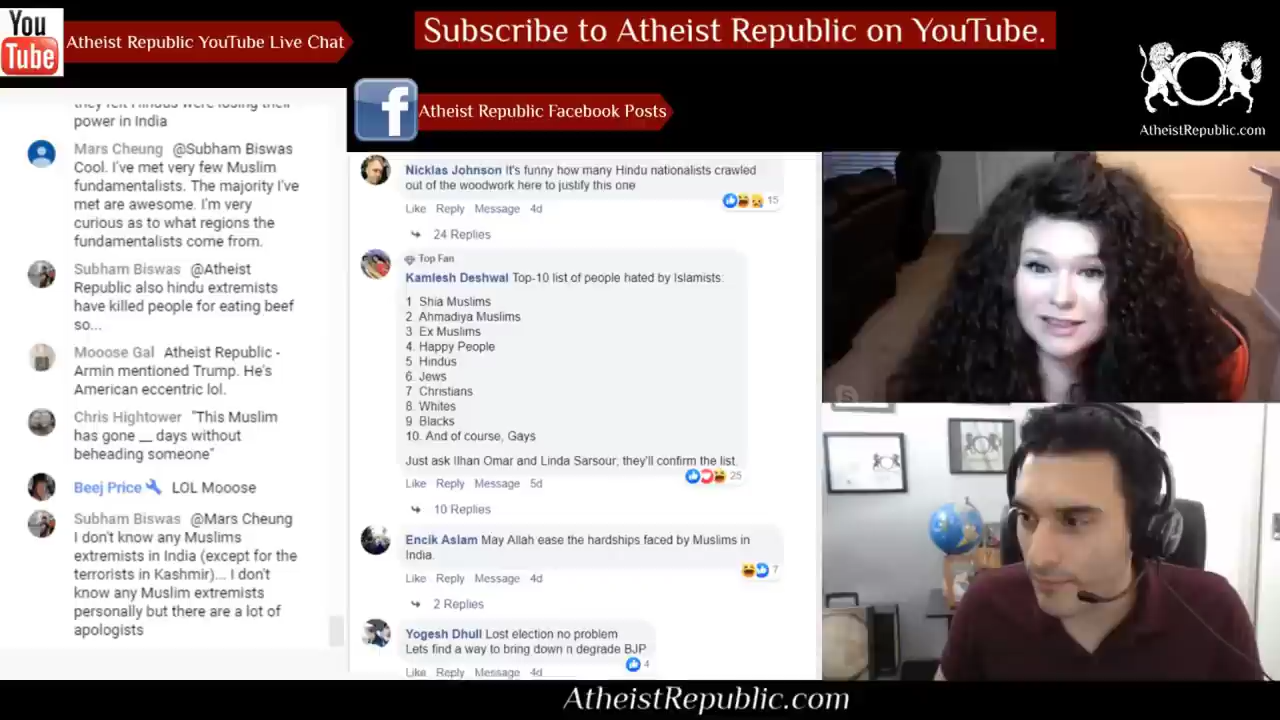 You
Tube
Atheist Republic YouTube Live Chat
Subscribe to Atheist Republic on YouTube.
AtheistRepublic.com
f
Atheist Republic Facebook Posts
they felt Hindus were losing their
power in India
Mars Cheung @Subham Biswas
Cool. I've met very few Muslim
fundamentalists. The majority I've
met are awesome. I'm very
curious as to what regions the
fundamentalists come from.
Subham Biswas @Atheist
Republic also hindu extremists
have killed people for eating beef
so...
Mooose Gal Atheist Republic -
Armin mentioned Trump. He's
American eccentric lol.
Chris Hightower "This Muslim
has gone __ days without
beheading someone"
Beej Price LOL Mooose
Subham Biswas @Mars Cheung
I don't know any Muslims
extremists in India (except for the
terrorists in Kashmir)... I don't
know any Muslim extremists
personally but there are a lot of
apologists
Nicklas Johnson It's funny how many Hindu nationalists crawled
out of the woodwork here to justify this one
15
Like Reply Message 4d
24 Replies
Top Fan
Kamlesh Deshwal Top-10 list of people hated by Islamists:
1. Shia Muslims
2. Ahmadiya Muslims
3. Ex Muslims
4. Happy People
5. Hindus
6. Jews
7. Christians
8. Whites
9. Blacks
10. And of course, Gays
Just ask Ilhan Omar and Linda Sarsour; they'll confirm the list.
25
Like Reply Message 5d
10 Replies
Encik Aslam May Allah ease the hardships faced by Muslims in
India.
7
Like Reply Message 4d
2 Replies
Yogesh Dhull Lost election no problem
Lets find a way to bring down n degrade BJP
4
Like Reply Message 4d
AtheistRepublic.com